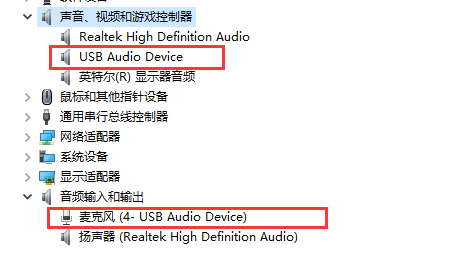 声音、视频和游戏控制器
Realtek High Definition Audio
USB Audio Device
英特尔(R) 显示器音频
鼠标和其他指针设备
通用串行总线控制器
网络适配器
系统设备
显示适配器
音频输入和输出
麦克风 (4- USB Audio Device)
扬声器 (Realtek High Definition Audio)